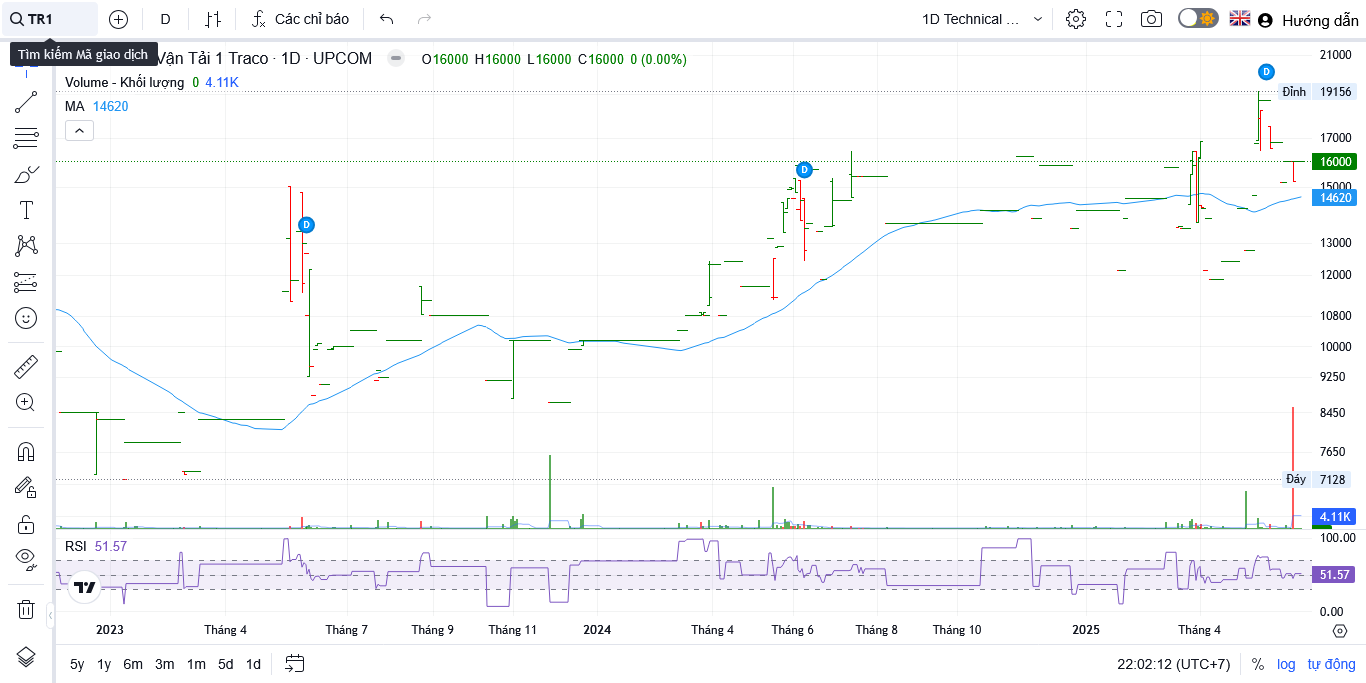 TR1 D Các chỉ báo 1D Technical ... Hướng dẫn
Tìm kiếm Mã giao dịch
Vận Tải 1 Traco · 1D · UPCOM O16000 H16000 L16000 C16000 0 (0.00%)
Volume - Khối lượng 0 4.11K
MA 14620
D
D
D
21000
Đỉnh 19156
17000
16000
15000
14620
13000
12000
10800
10000
9250
8450
7650
Đáy 7128
4.11K
RSI 51.57
100.00
51.57
0.00
2023 Tháng 4 Tháng 7 Tháng 9 Tháng 11 2024 Tháng 4 Tháng 6 Tháng 8 Tháng 10 2025 Tháng 4
5y 1y 6m 3m 1m 5d 1d 22:02:12 (UTC+7) % log tự động